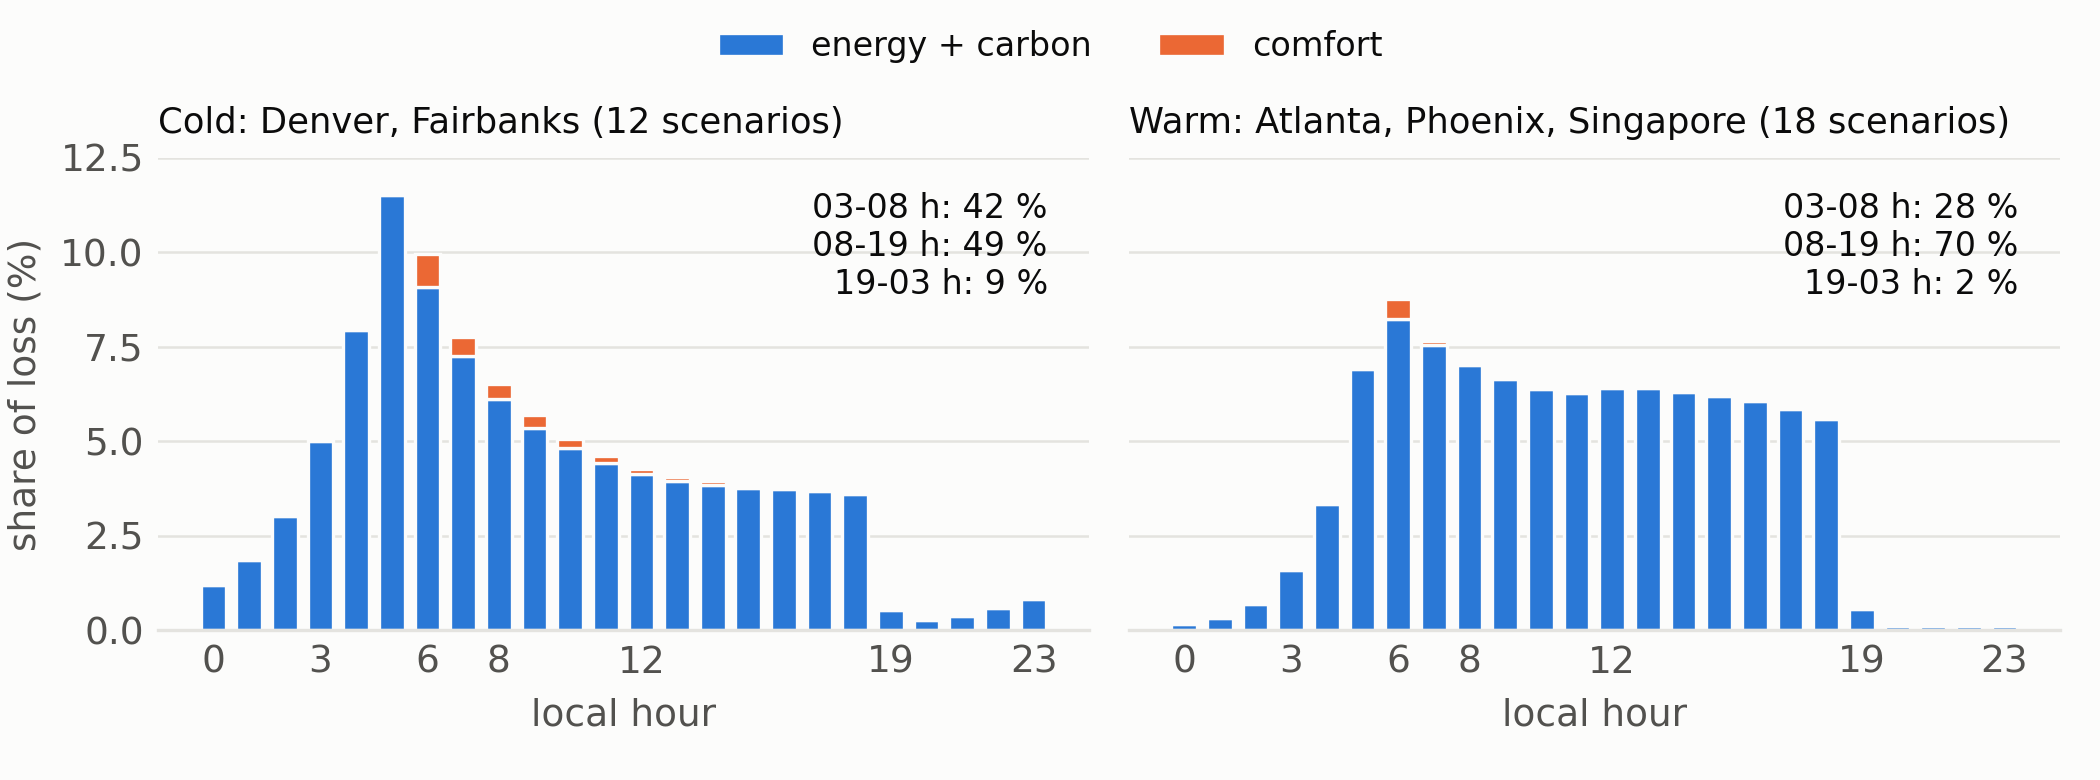 energy + carbon comfort
Cold: Denver, Fairbanks (12 scenarios)
12.5
10.0
7.5
5.0
2.5
0.0
share of loss (%)
03-08 h: 42 %
08-19 h: 49 %
19-03 h: 9 %
0 3 6 8 12 19 23
local hour
Warm: Atlanta, Phoenix, Singapore (18 scenarios)
03-08 h: 28 %
08-19 h: 70 %
19-03 h: 2 %
0 3 6 8 12 19 23
local hour